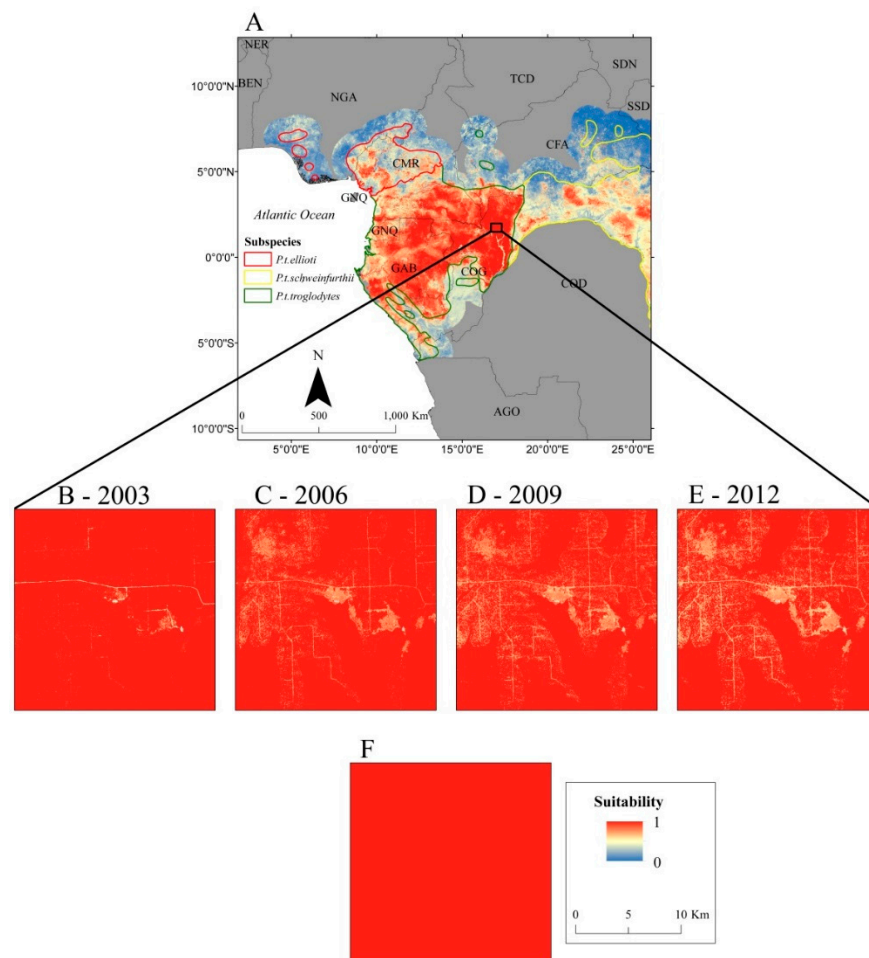 A
NER
BEN
NGA
TCD
SDN
SSD
CFA
CMR
GNQ
GNQ
GAB
COG
COD
AGO
Atlantic Ocean
Subspecies
P.t.ellioti
P.t.schweinfurthii
P.t.troglodytes
N
0 500 1,000 Km
10°0'0"N
5°0'0"N
0°0'0"
5°0'0"S
10°0'0"S
5°0'0"E 10°0'0"E 15°0'0"E 20°0'0"E 25°0'0"E
B - 2003
C - 2006
D - 2009
E - 2012
F
Suitability
1
0
0 5 10 Km